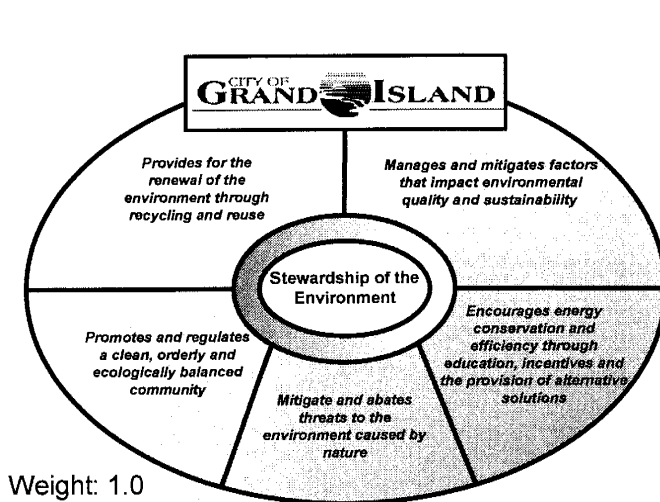 CITY OF
GRAND ISLAND
Provides for the
renewal of the
environment through
recycling and reuse
Manages and mitigates factors
that impact environmental
quality and sustainability
Stewardship of the
Environment
Promotes and regulates
a clean, orderly and
ecologically balanced
community
Mitigate and abates
threats to the
environment caused by
nature
Encourages energy
conservation and
efficiency through
education, incentives and
the provision of alternative
solutions
Weight: 1.0